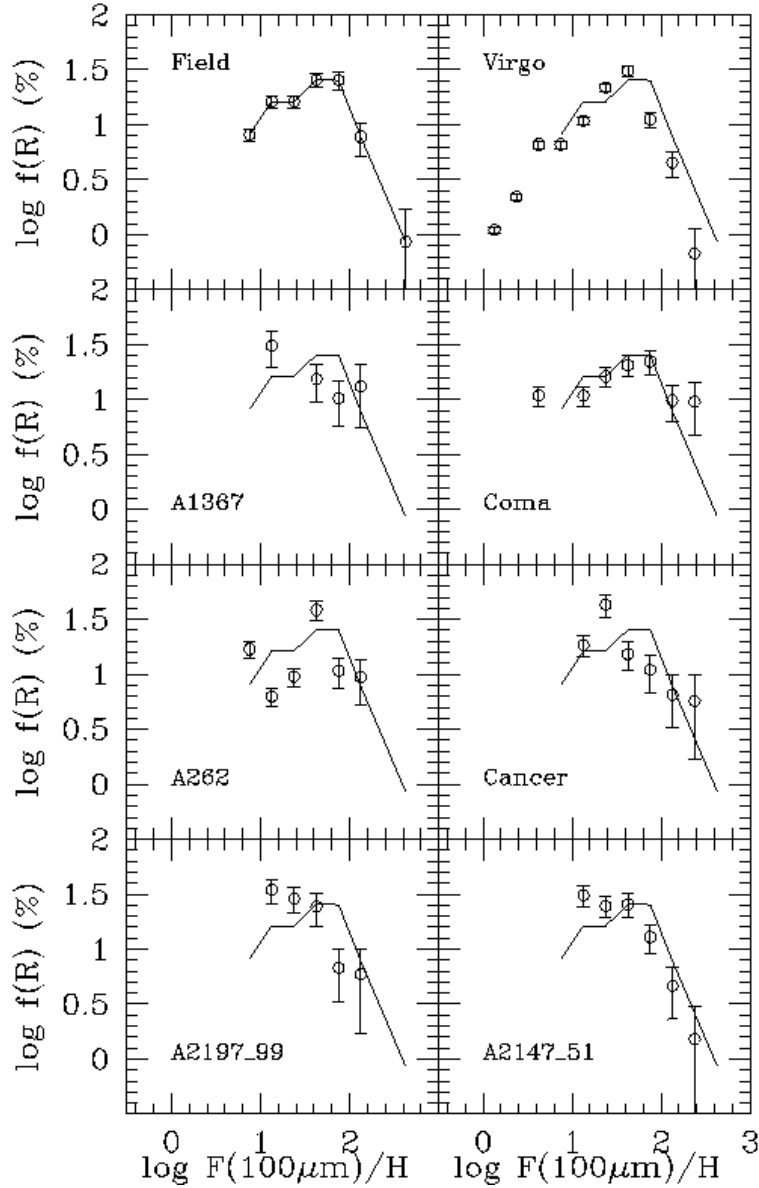 2
Field
Virgo
1.5
1
0.5
0
log f(R) (%)
2
A1367
Coma
1.5
1
0.5
0
log f(R) (%)
2
A262
Cancer
1.5
1
0.5
0
log f(R) (%)
2
A2197_99
A2147_51
1.5
1
0.5
0
log f(R) (%)
0 1 2 0 1 2 3
log F(100μm)/H log F(100μm)/H